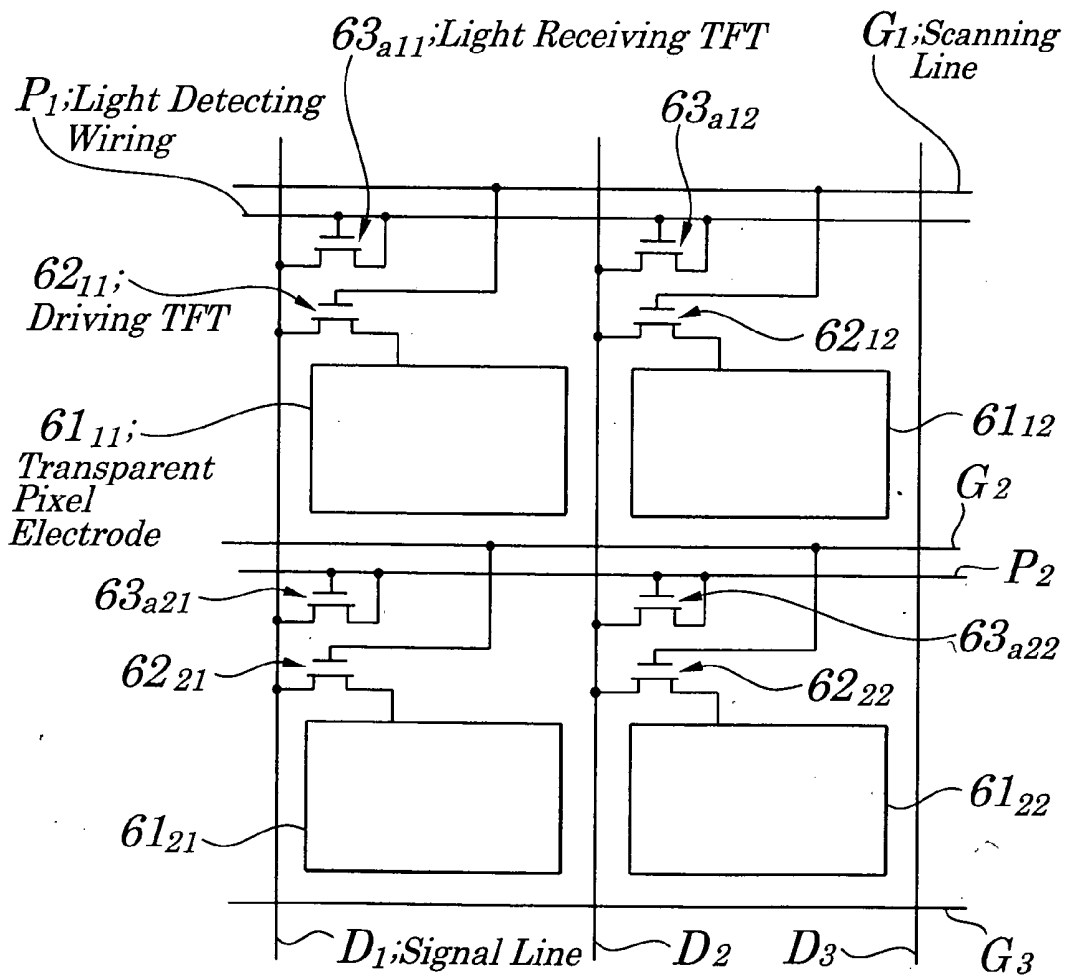 63a11;Light Receiving TFT
G1;Scanning
Line
P1;Light Detecting
Wiring
63a12
6211;
Driving TFT
6212
6111;
Transparent
Pixel
Electrode
6112
G2
P2
63a21
63a22
6221
6222
6121
6122
D1;Signal Line
D2
D3
G3